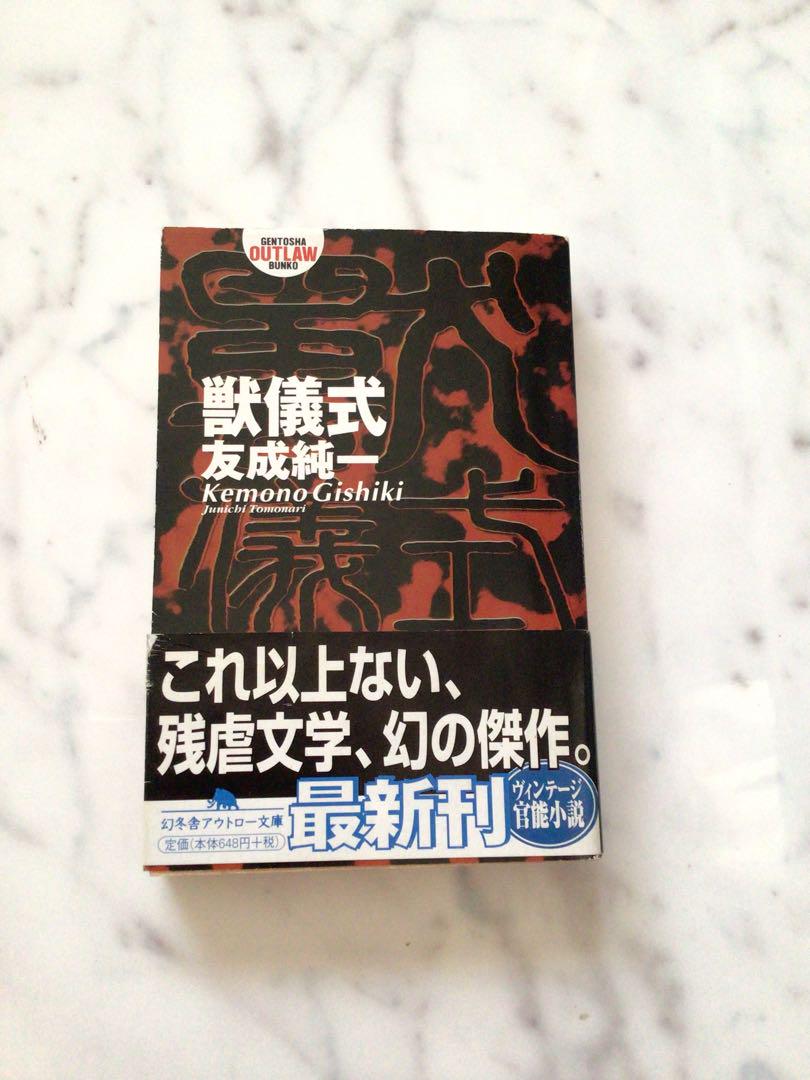 GENTOSHA
OUTLAW
BUNKO
獣儀式
友成純一
Kemono Gishiki
Junichi Tomonari
これ以上ない、
残虐文学、幻の傑作。
幻冬舎アウトロー文庫
定価(本体648円+税)
最新刊
ヴィンテージ
官能小説